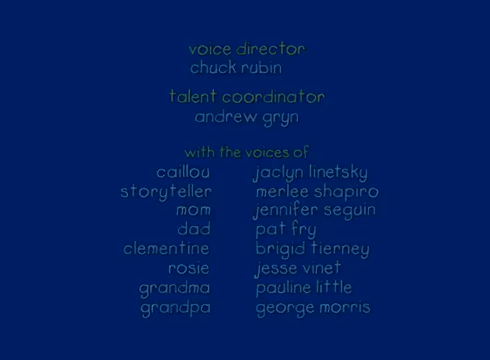 voice director
chuck rubin
talent coordinator
andrew gryn
with the voices of
caillou jaclyn linetsky
storyteller merlee shapiro
mom jennifer seguin
dad pat fry
clementine brigid tierney
rosie jesse vinet
grandma pauline little
grandpa george morris